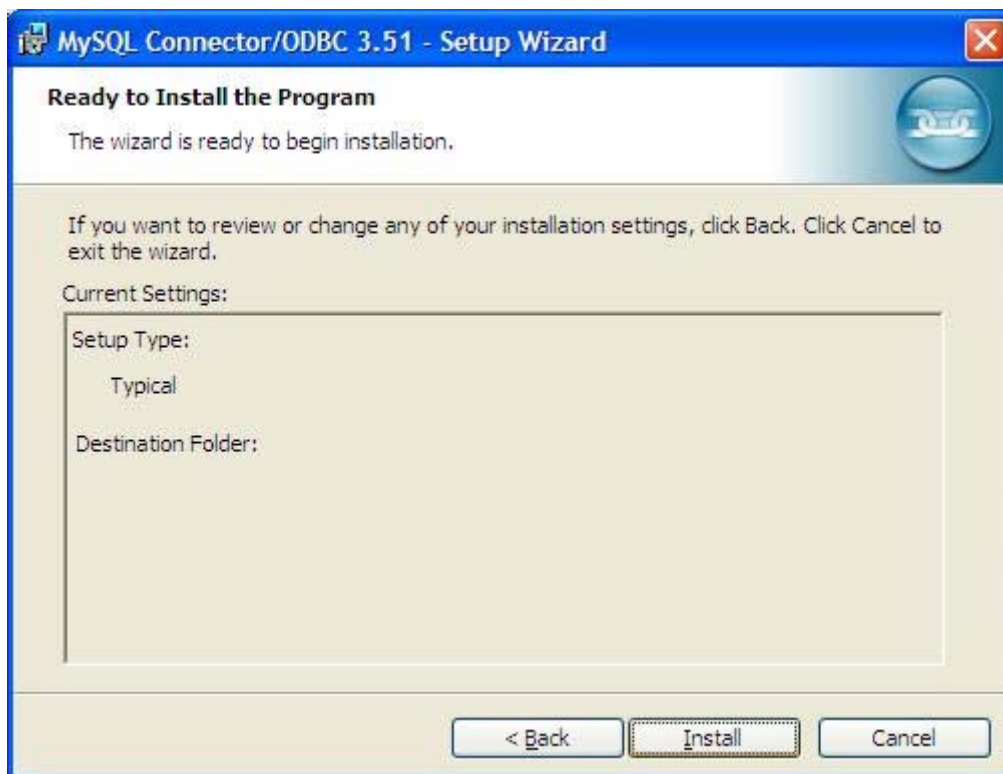 MySQL Connector/ODBC 3.51 - Setup Wizard
Ready to Install the Program
The wizard is ready to begin installation.
If you want to review or change any of your installation settings, click Back. Click Cancel to
exit the wizard.
Current Settings:
Setup Type:
Typical
Destination Folder:
< Back
Install
Cancel